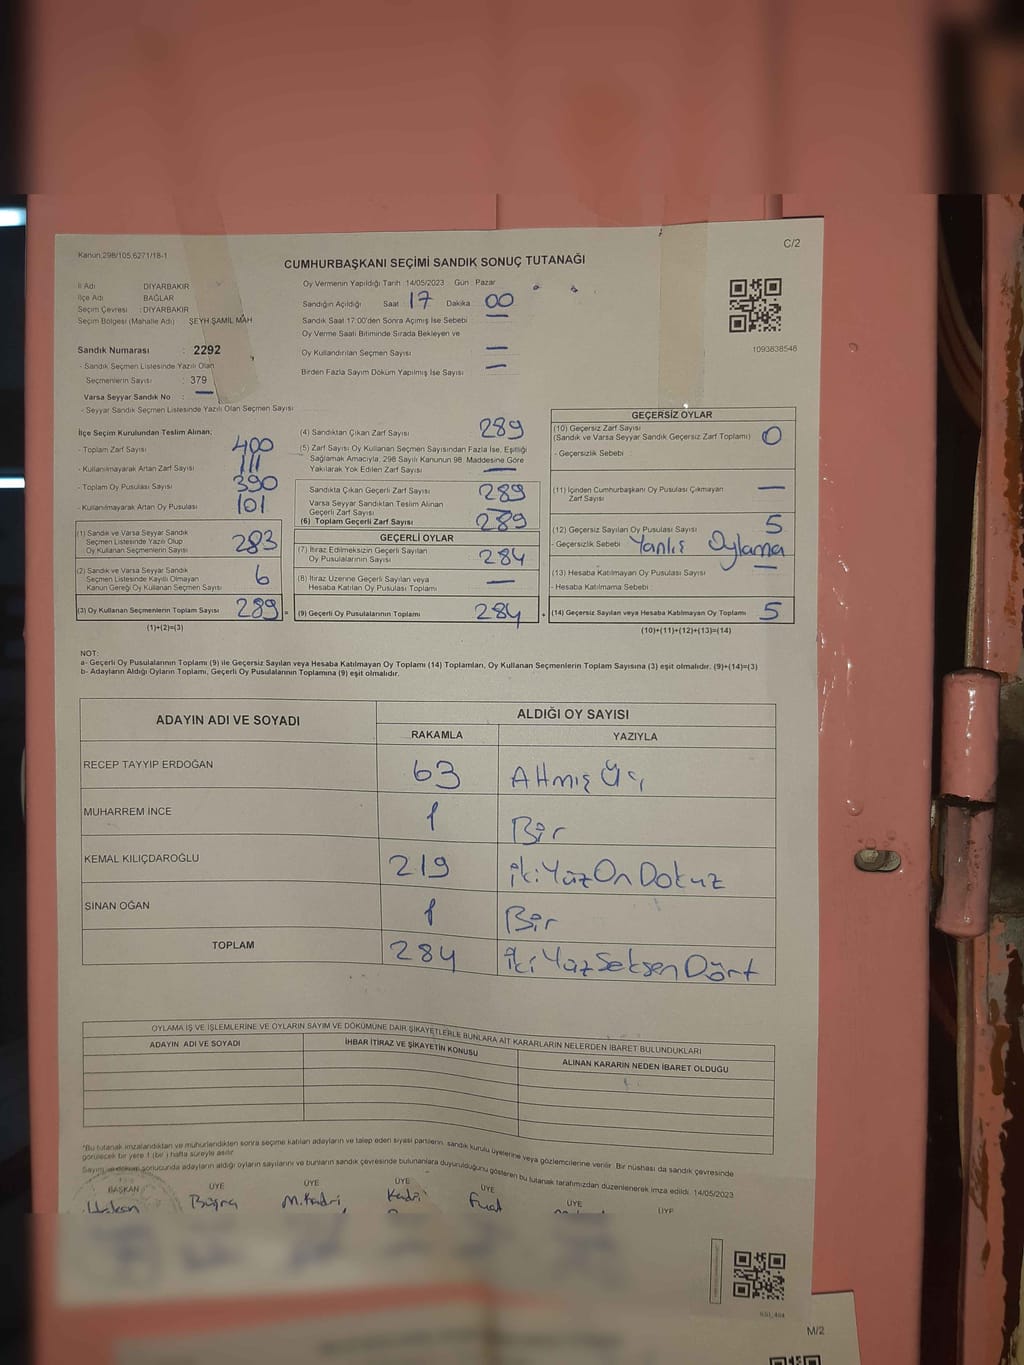 Kanun,298/105,6271/18-1
C/2
CUMHURBAŞKANI SEÇİMİ SANDIK SONUÇ TUTANAĞI
İl Adı DİYARBAKIR
İlçe Adı BAĞLAR
Seçim Çevresi : DİYARBAKIR
Seçim Bölgesi (Mahalle Adı) ŞEYH ŞAMİL MAH
Oy Vermenin Yapıldığı Tarih 14/05/2023 Gün : Pazar
Sandığın Açıldığı Saat 17 Dakika 00
Sandık Saat 17:00'den Sonra Açımış İse Sebebi —
Oy Verme Saati Bitiminde Sırada Bekleyen ve
Oy Kullandırılan Seçmen Sayısı —
Birden Fazla Sayım Döküm Yapılmış İse Sayısı —
1093838546
Sandık Numarası : 2292
- Sandık Seçmen Listesinde Yazılı Olan
Seçmenlerin Sayısı : 379
Varsa Seyyar Sandık No : —
- Seyyar Sandık Seçmen Listesinde Yazılı Olan Seçmen Sayısı
İlçe Seçim Kurulundan Teslim Alınan;
- Toplam Zarf Sayısı 400
- Kullanılmayarak Artan Zarf Sayısı 111
- Toplam Oy Pusulası Sayısı 390
- Kullanılmayarak Artan Oy Pusulası 101
(1) Sandık ve Varsa Seyyar Sandık
Seçmen Listesinde Yazılı Olup
Oy Kullanan Seçmenlerin Sayısı 283
(2) Sandık ve Varsa Seyyar Sandık
Seçmen Listesinde Kayıtlı Olmayan
Kanun Gereği Oy Kullanan Seçmen Sayısı 6
(3) Oy Kullanan Seçmenlerin Toplam Sayısı 289 =
(1)+(2)=(3)
(4) Sandıktan Çıkan Zarf Sayısı 289
(5) Zarf Sayısı Oy Kullanan Seçmen Sayısından Fazla İse, Eşitliği
Sağlamak Amacıyla, 298 Sayılı Kanunun 98. Maddesine Göre
Yakılarak Yok Edilen Zarf Sayısı —
Sandıkta Çıkan Geçerli Zarf Sayısı 289
Varsa Seyyar Sandıktan Teslim Alınan
Geçerli Zarf Sayısı —
(6) Toplam Geçerli Zarf Sayısı 289
GEÇERLİ OYLAR
(7) İtiraz Edilmeksizin Geçerli Sayılan
Oy Pusulalarının Sayısı 284
(8) İtiraz Üzerine Geçerli Sayılan veya
Hesaba Katılan Oy Pusulası Toplamı —
(9) Geçerli Oy Pusulalarının Toplamı 284 +
GEÇERSİZ OYLAR
(10) Geçersiz Zarf Sayısı
(Sandık ve Varsa Seyyar Sandık Geçersiz Zarf Toplamı) 0
- Geçersizlik Sebebi
(11) İçinden Cumhurbaşkanı Oy Pusulası Çıkmayan
Zarf Sayısı —
(12) Geçersiz Sayılan Oy Pusulası Sayısı 5
- Geçersizlik Sebebi Yanlış Oylama
(13) Hesaba Katılmayan Oy Pusulası Sayısı —
- Hesaba Katılmama Sebebi
(14) Geçersiz Sayılan veya Hesaba Katılmayan Oy Toplamı 5
(10)+(11)+(12)+(13)=(14)
NOT:
a- Geçerli Oy Pusulalarının Toplamı (9) ile Geçersiz Sayılan veya Hesaba Katılmayan Oy Toplamı (14) Toplamları, Oy Kullanan Seçmenlerin Toplam Sayısına (3) eşit olmalıdır. (9)+(14)=(3)
b- Adayların Aldığı Oyların Toplamı, Geçerli Oy Pusulalarının Toplamına (9) eşit olmalıdır.
ADAYIN ADI VE SOYADI ALDIĞI OY SAYISI
RAKAMLA YAZIYLA
RECEP TAYYIP ERDOĞAN 63 Altmış Üç
MUHARREM İNCE 1 Bir
KEMAL KILIÇDAROĞLU 219 İkiYüzOnDokuz
SİNAN OĞAN 1 Bir
TOPLAM 284 İkiYüzSeksenDört
OYLAMA İŞ VE İŞLEMLERİNE VE OYLARIN SAYIM VE DÖKÜMÜNE DAİR ŞİKAYETLERLE BUNLARA AİT KARARLARIN NELERDEN İBARET BULUNDUKLARI
ADAYIN ADI VE SOYADI İHBAR İTİRAZ VE ŞİKAYETİN KONUSU ALINAN KARARIN NEDEN İBARET OLDUĞU
*Bu tutanak imzalandıktan ve mühürlendikten sonra seçime katılan adayların ve talep eden siyasi partilerin, sandık kurulu üyelerine veya gözlemcilerine verilir. Bir nüshası da sandık çevresinde
görülecek bir yere 1 (bir) hafta süreyle asılır.
Sayım ve döküm sonucunda adayların aldığı oyların sayılarını ve bunların sandık çevresinde bulunanlara duyurulduğunu gösteren bu tutanak tarafımızdan düzenlenerek imza edildi. 14/05/2023
BAŞKAN ÜYE ÜYE ÜYE ÜYE ÜYE ÜYE
Hakan Büşra M.Kadri Kadri Fuat
M/2